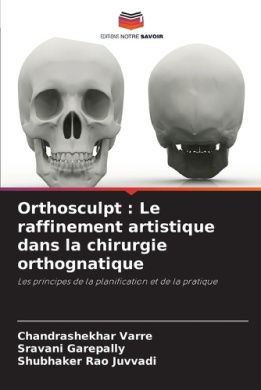 EDITIONS NOTRE SAVOIR
Orthosculpt : Le
raffinement artistique
dans la chirurgie
orthognatique
Les principes de la planification et de la pratique
Chandrashekhar Varre
Sravani Garepally
Shubhaker Rao Juvvadi